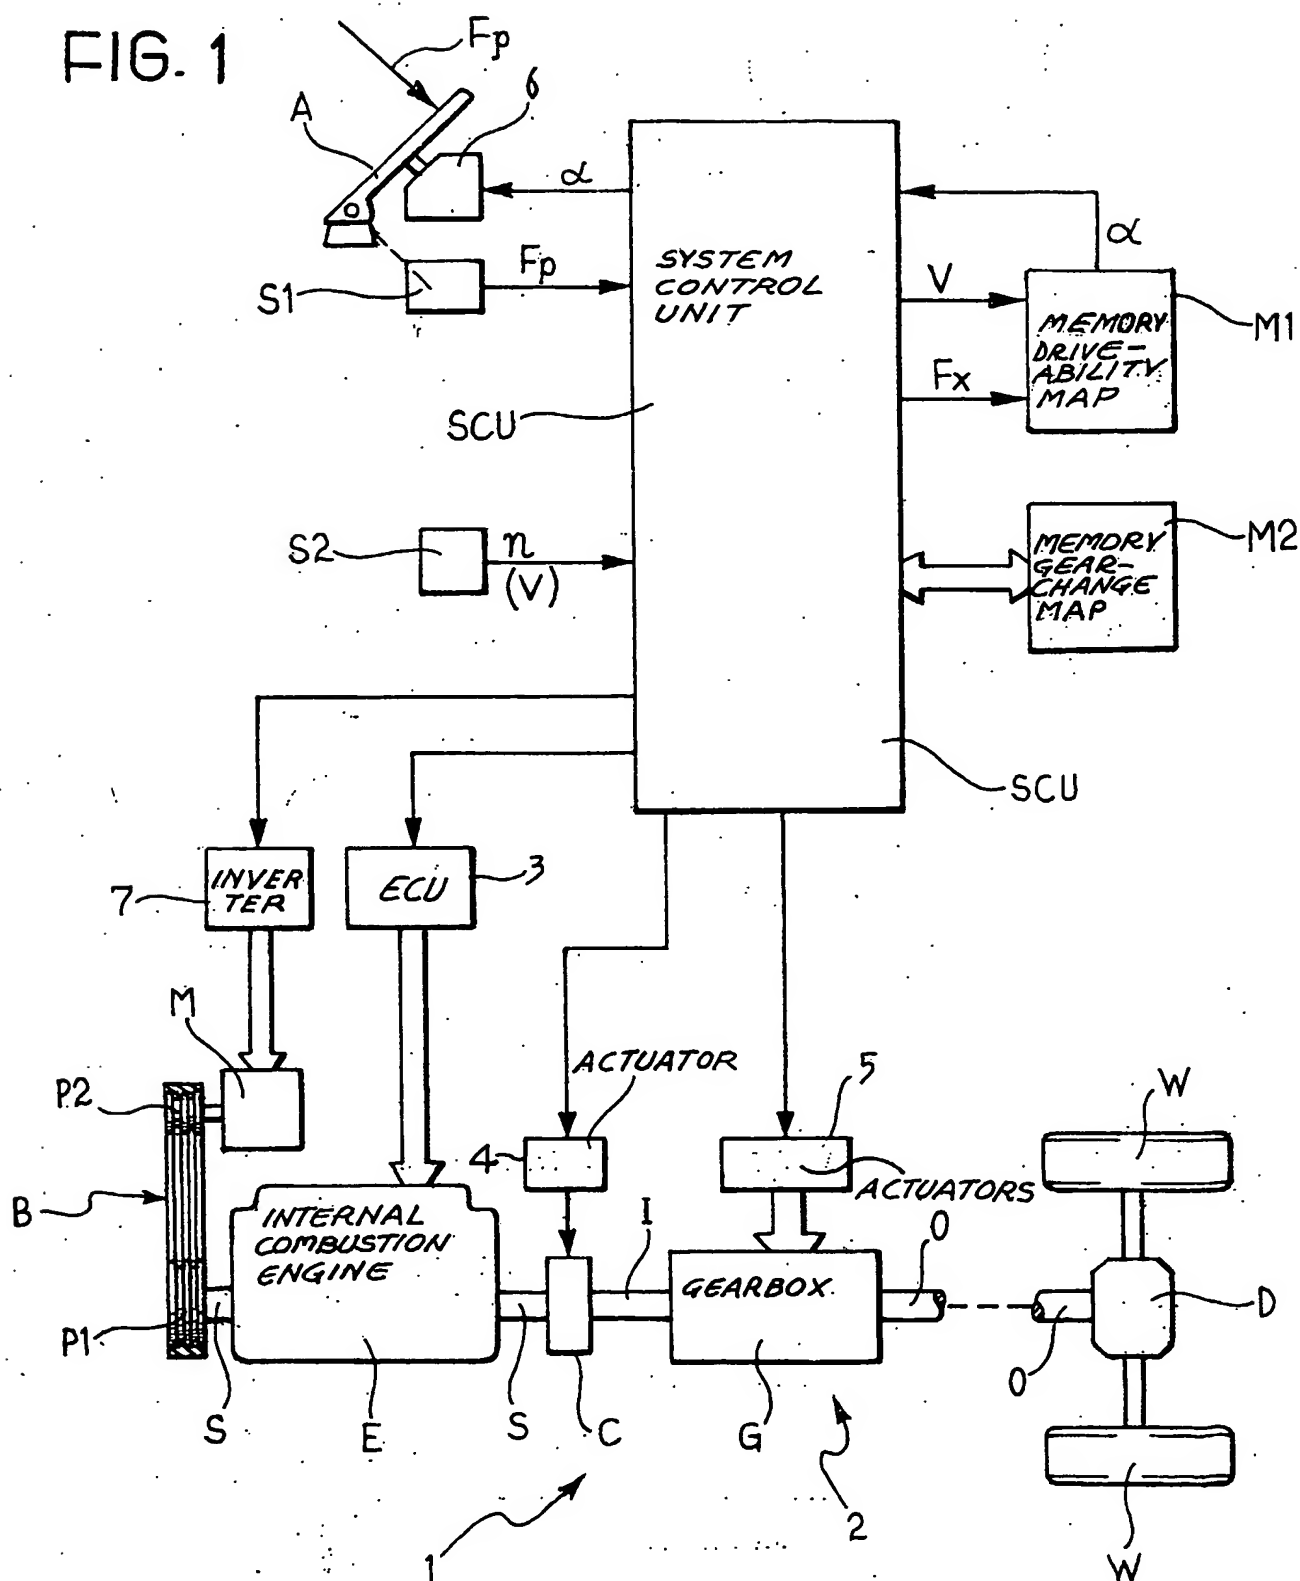 FIG. 1
Fp
A
6
α
α
SYSTEM
CONTROL
UNIT
Fp
S1
V
M1
MEMORY
DRIVE-
ABILITY
MAP
Fx
SCU
S2
n
(V)
M2
MEMORY
GEAR-
CHANGE
MAP
SCU
INVER
TER
7
ECU
3
M
ACTUATOR
5
P2
W
4
ACTUATORS
B
I
O
INTERNAL
COMBUSTION
ENGINE
GEARBOX
D
P1
O
S
E
S
C
G
2
1
W